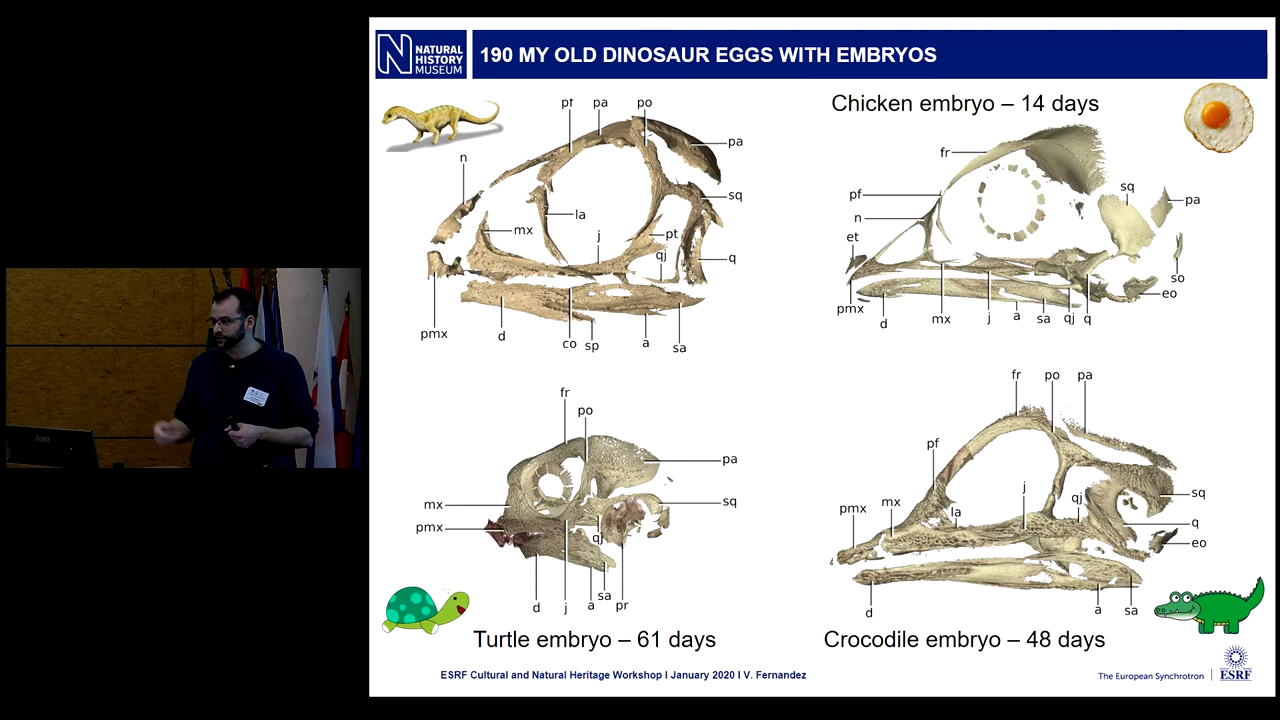 NATURAL
HISTORY
MUSEUM
190 MY OLD DINOSAUR EGGS WITH EMBRYOS
pf pa po
n
pa
sq
la
mx
j
pt
qj
q
pmx
d
co
sp
a
sa
Chicken embryo – 14 days
fr
sq
pf
pa
n
et
so
eo
pmx
d
mx
j
a
sa
qj
q
fr
po
pa
mx
sq
pmx
qj
d
j
a
sa
pr
Turtle embryo – 61 days
fr po pa
pf
j
qj
mx
sq
pmx
la
q
eo
d
a
sa
Crocodile embryo – 48 days
ESRF Cultural and Natural Heritage Workshop I January 2020 I V. Fernandez
The European Synchrotron
ESRF